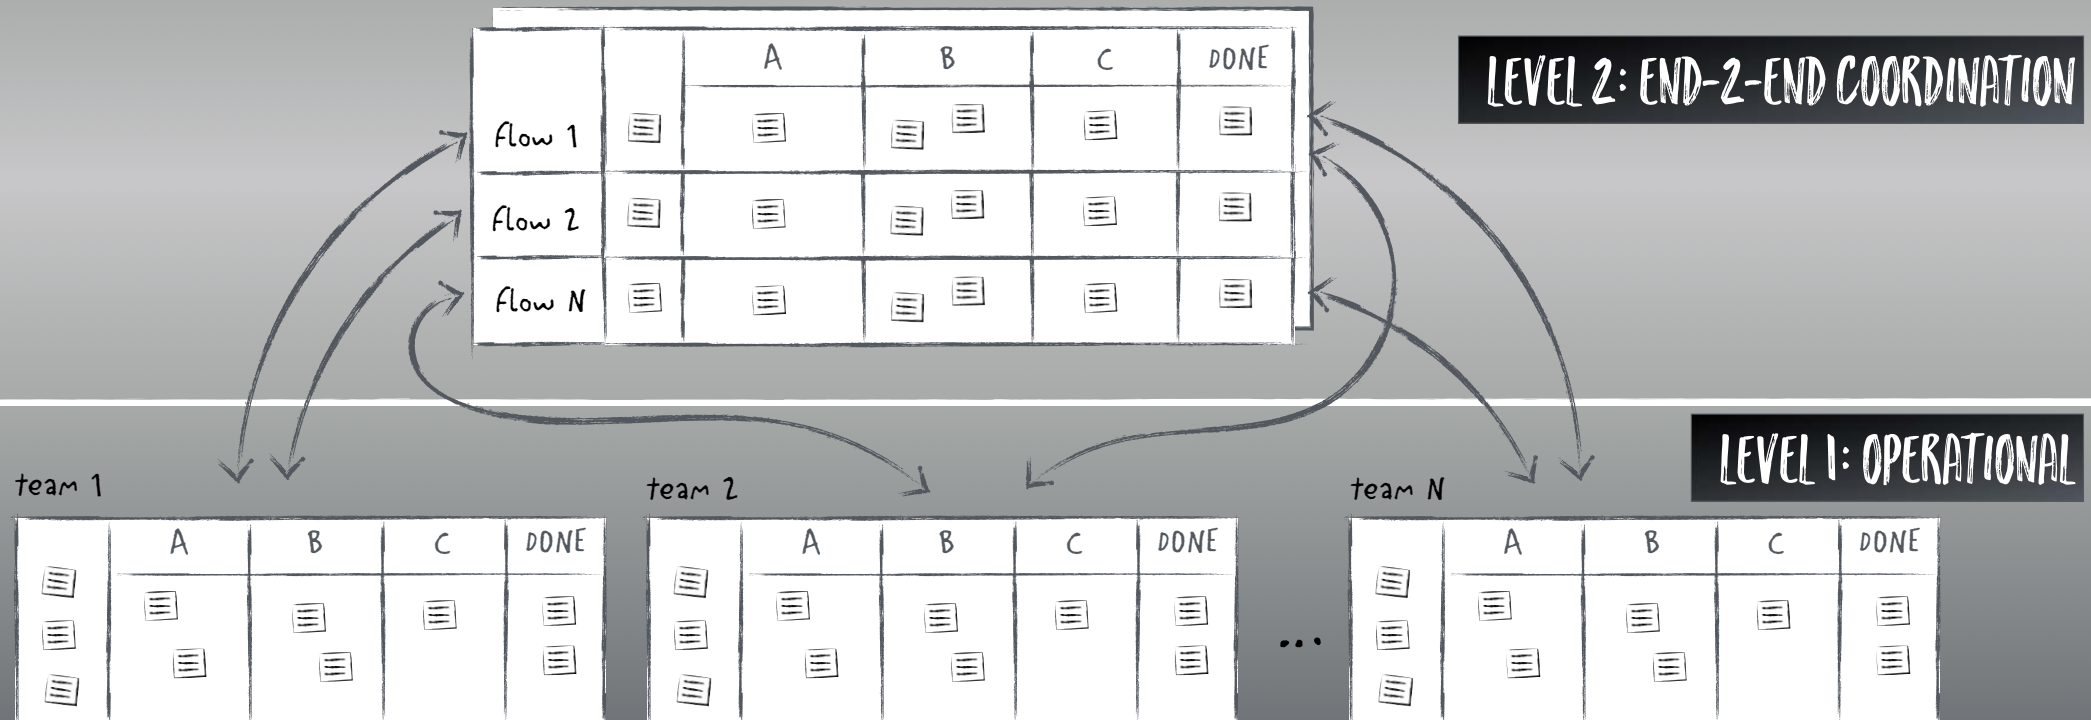 A B C DONE
LEVEL 2: END-2-END COORDINATION
flow 1
flow 2
flow N
LEVEL 1: OPERATIONAL
team 1
team 2
team N
A B C DONE
A B C DONE
...
A B C DONE